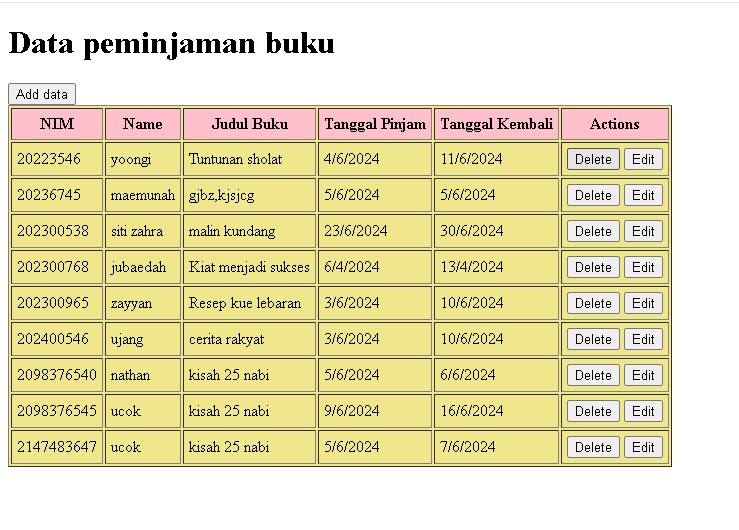 Data peminjaman buku
Add data
NIM Name Judul Buku Tanggal Pinjam Tanggal Kembali Actions
20223546 yoongi Tuntunan sholat 4/6/2024 11/6/2024 Delete Edit
20236745 maemunah gjbz,kjsjcg 5/6/2024 5/6/2024 Delete Edit
202300538 siti zahra malin kundang 23/6/2024 30/6/2024 Delete Edit
202300768 jubaedah Kiat menjadi sukses 6/4/2024 13/4/2024 Delete Edit
202300965 zayyan Resep kue lebaran 3/6/2024 10/6/2024 Delete Edit
202400546 ujang cerita rakyat 3/6/2024 10/6/2024 Delete Edit
2098376540 nathan kisah 25 nabi 5/6/2024 6/6/2024 Delete Edit
2098376545 ucok kisah 25 nabi 9/6/2024 16/6/2024 Delete Edit
2147483647 ucok kisah 25 nabi 5/6/2024 7/6/2024 Delete Edit